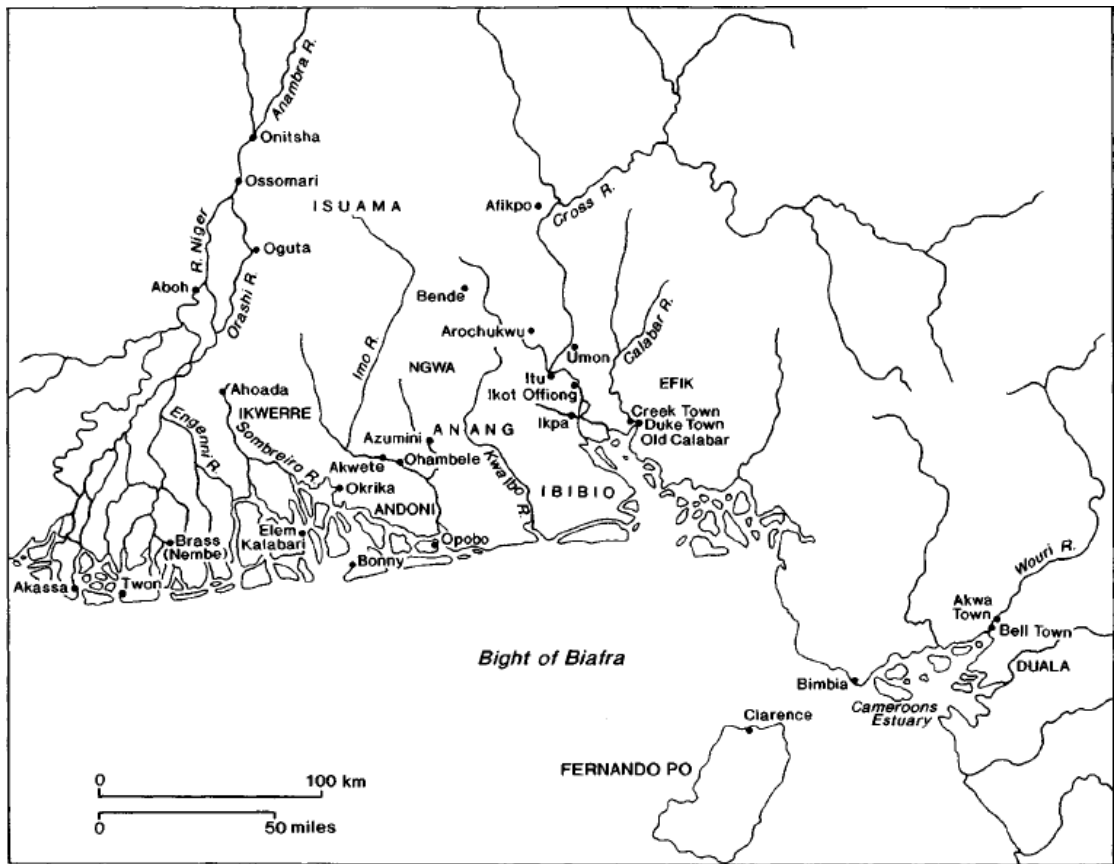 Anambra R.
Onitsha
Ossomari
ISUAMA
Afikpo
Cross R.
R. Niger
Oguta
Orashi R.
Aboh
Bende
Calabar R.
Arochukwu
Imo R.
Umon
NGWA
Itu
EFIK
Ikot Offiong
Ahoada
IKWERRE
Creek Town
Engenni R.
Ikpa
Duke Town
Azumini
ANANG
Old Calabar
Sombreiro R.
Akwete
Ohambele
Kwa Ibo R.
Okrika
IBIBIO
ANDONI
Elem
Kalabari
Brass
(Nembe)
Opobo
Bonny
Wouri R.
Akassa
Twon
Akwa
Town
Bell Town
Bight of Biafra
DUALA
Bimbia
Cameroons
Estuary
Clarence
FERNANDO PO
0 100 km
0 50 miles